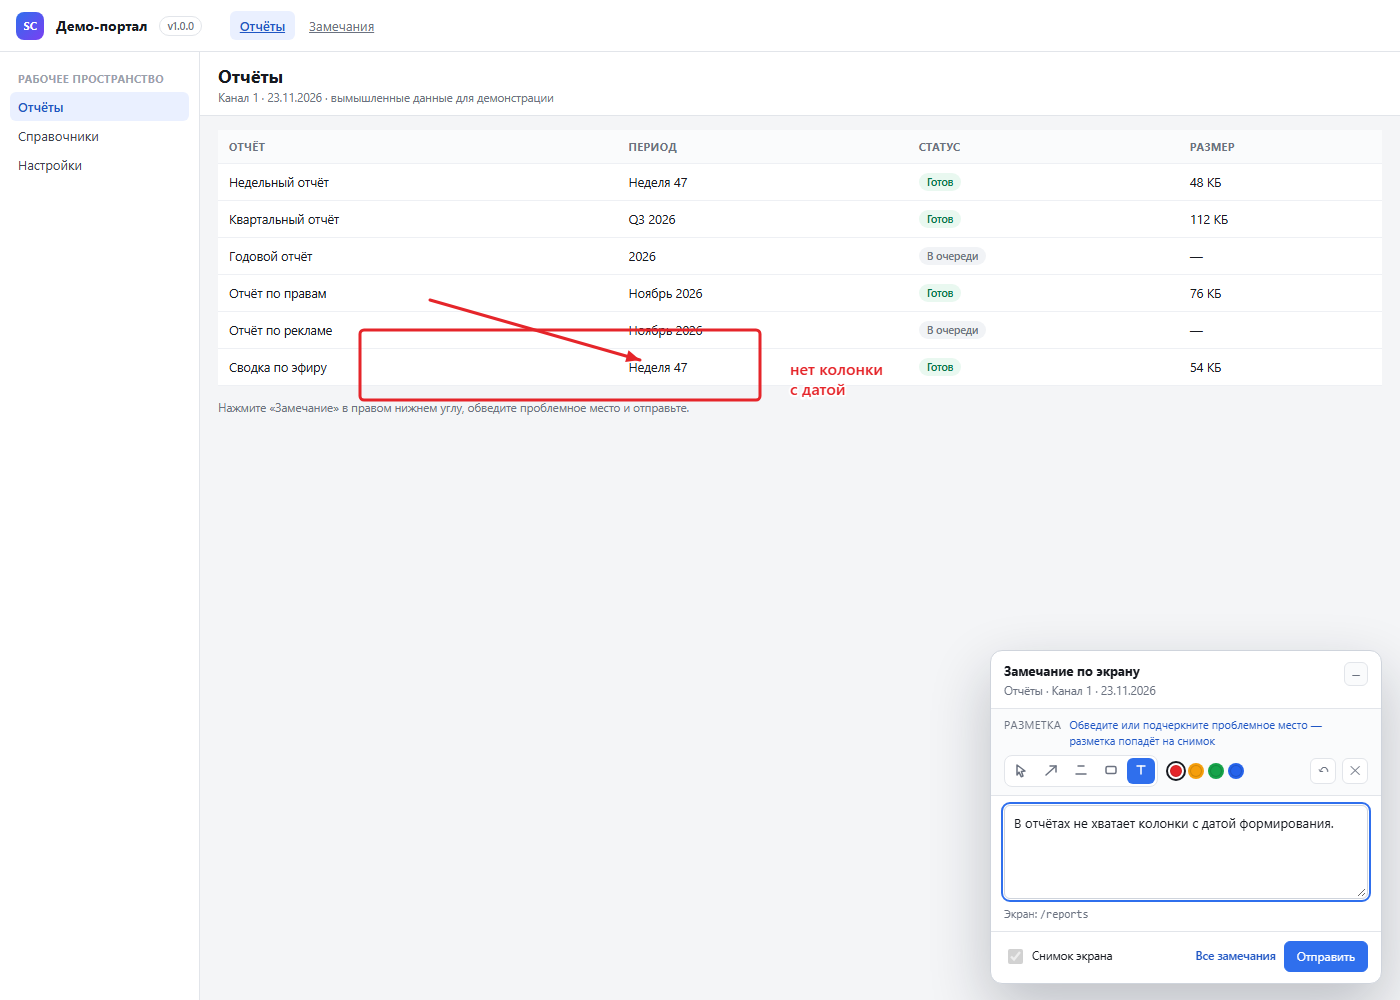 SC Демо-портал v1.0.0 Отчёты Замечания
РАБОЧЕЕ ПРОСТРАНСТВО
Отчёты
Справочники
Настройки
Отчёты
Канал 1 · 23.11.2026 · вымышленные данные для демонстрации
ОТЧЁТ ПЕРИОД СТАТУС РАЗМЕР
Недельный отчёт Неделя 47 Готов 48 КБ
Квартальный отчёт Q3 2026 Готов 112 КБ
Годовой отчёт 2026 В очереди —
Отчёт по правам Ноябрь 2026 Готов 76 КБ
Отчёт по рекламе Ноябрь 2026 В очереди —
Сводка по эфиру Неделя 47 Готов 54 КБ
нет колонки
с датой
Нажмите «Замечание» в правом нижнем углу, обведите проблемное место и отправьте.
Замечание по экрану
Отчёты · Канал 1 · 23.11.2026
РАЗМЕТКА Обведите или подчеркните проблемное место —
разметка попадёт на снимок
T
В отчётах не хватает колонки с датой формирования.
Экран: /reports
Снимок экрана Все замечания Отправить